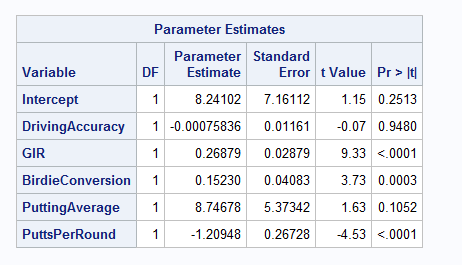 Parameter Estimates
Variable DF Parameter Estimate Standard Error t Value Pr > |t|
Intercept 1 8.24102 7.16112 1.15 0.2513
DrivingAccuracy 1 -0.00075836 0.01161 -0.07 0.9480
GIR 1 0.26879 0.02879 9.33 <.0001
BirdieConversion 1 0.15230 0.04083 3.73 0.0003
PuttingAverage 1 8.74678 5.37342 1.63 0.1052
PuttsPerRound 1 -1.20948 0.26728 -4.53 <.0001